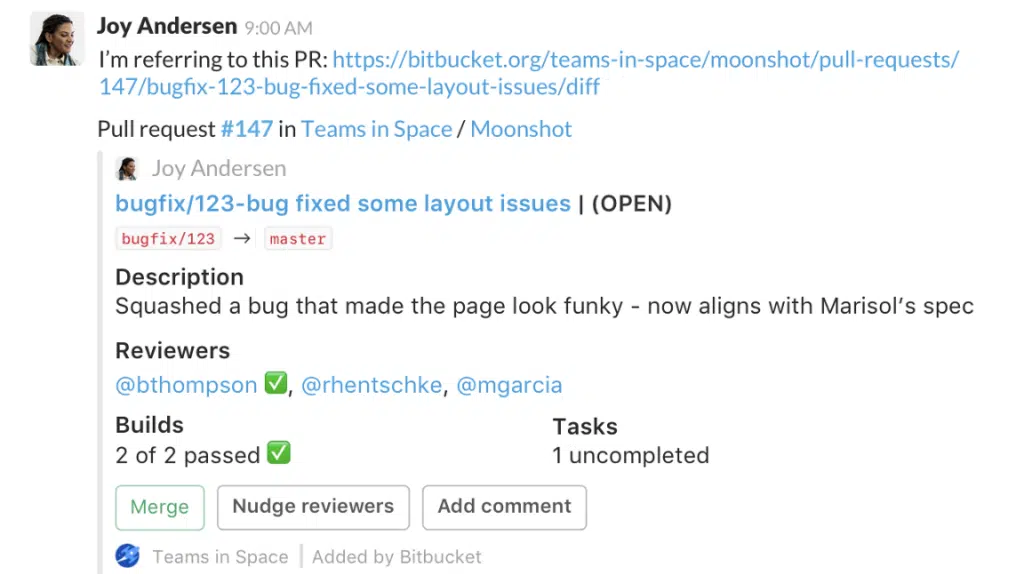 Joy Andersen 9:00 AM
I’m referring to this PR: https://bitbucket.org/teams-in-space/moonshot/pull-requests/
147/bugfix-123-bug-fixed-some-layout-issues/diff
Pull request #147 in Teams in Space / Moonshot
Joy Andersen
bugfix/123-bug fixed some layout issues | (OPEN)
bugfix/123 → master
Description
Squashed a bug that made the page look funky - now aligns with Marisol’s spec
Reviewers
@bthompson ✅, @rhentschke, @mgarcia
Builds Tasks
2 of 2 passed ✅ 1 uncompleted
Merge Nudge reviewers Add comment
Teams in Space | Added by Bitbucket